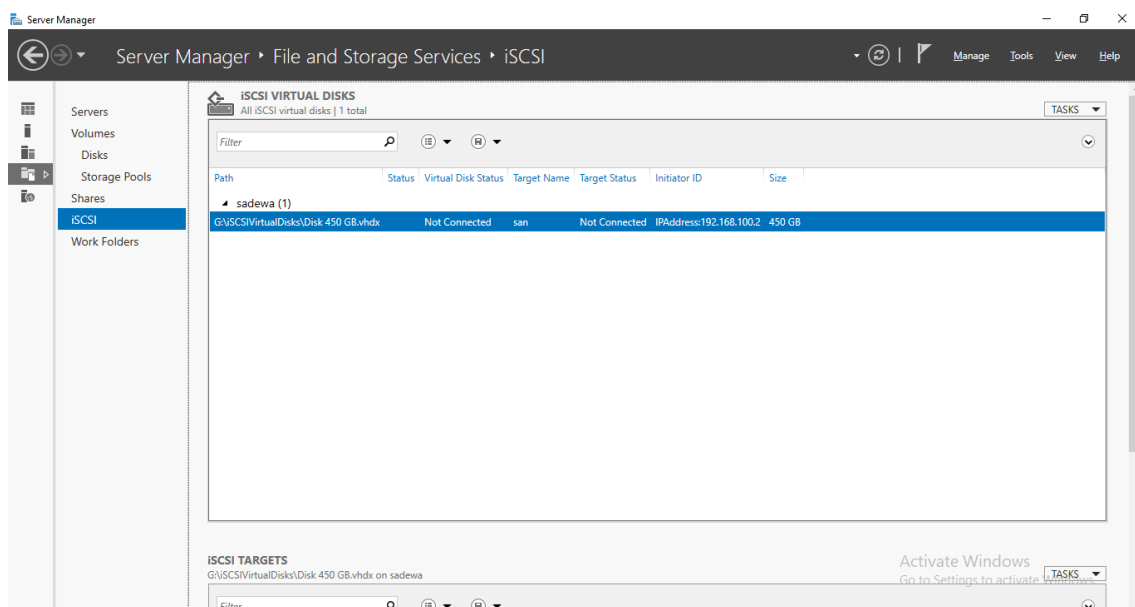 Server Manager
Server Manager ‣ File and Storage Services ‣ iSCSI
Manage Tools View Help
Servers
Volumes
Disks
Storage Pools
Shares
iSCSI
Work Folders
iSCSI VIRTUAL DISKS
All iSCSI virtual disks | 1 total
TASKS
Filter
Path Status Virtual Disk Status Target Name Target Status Initiator ID Size
sadewa (1)
G:\iSCSIVirtualDisks\Disk 450 GB.vhdx Not Connected san Not Connected IPAddress:192.168.100.2 450 GB
iSCSI TARGETS
G:\iSCSIVirtualDisks\Disk 450 GB.vhdx on sadewa
TASKS
Activate Windows
Go to Settings to activate Windows.
Filter